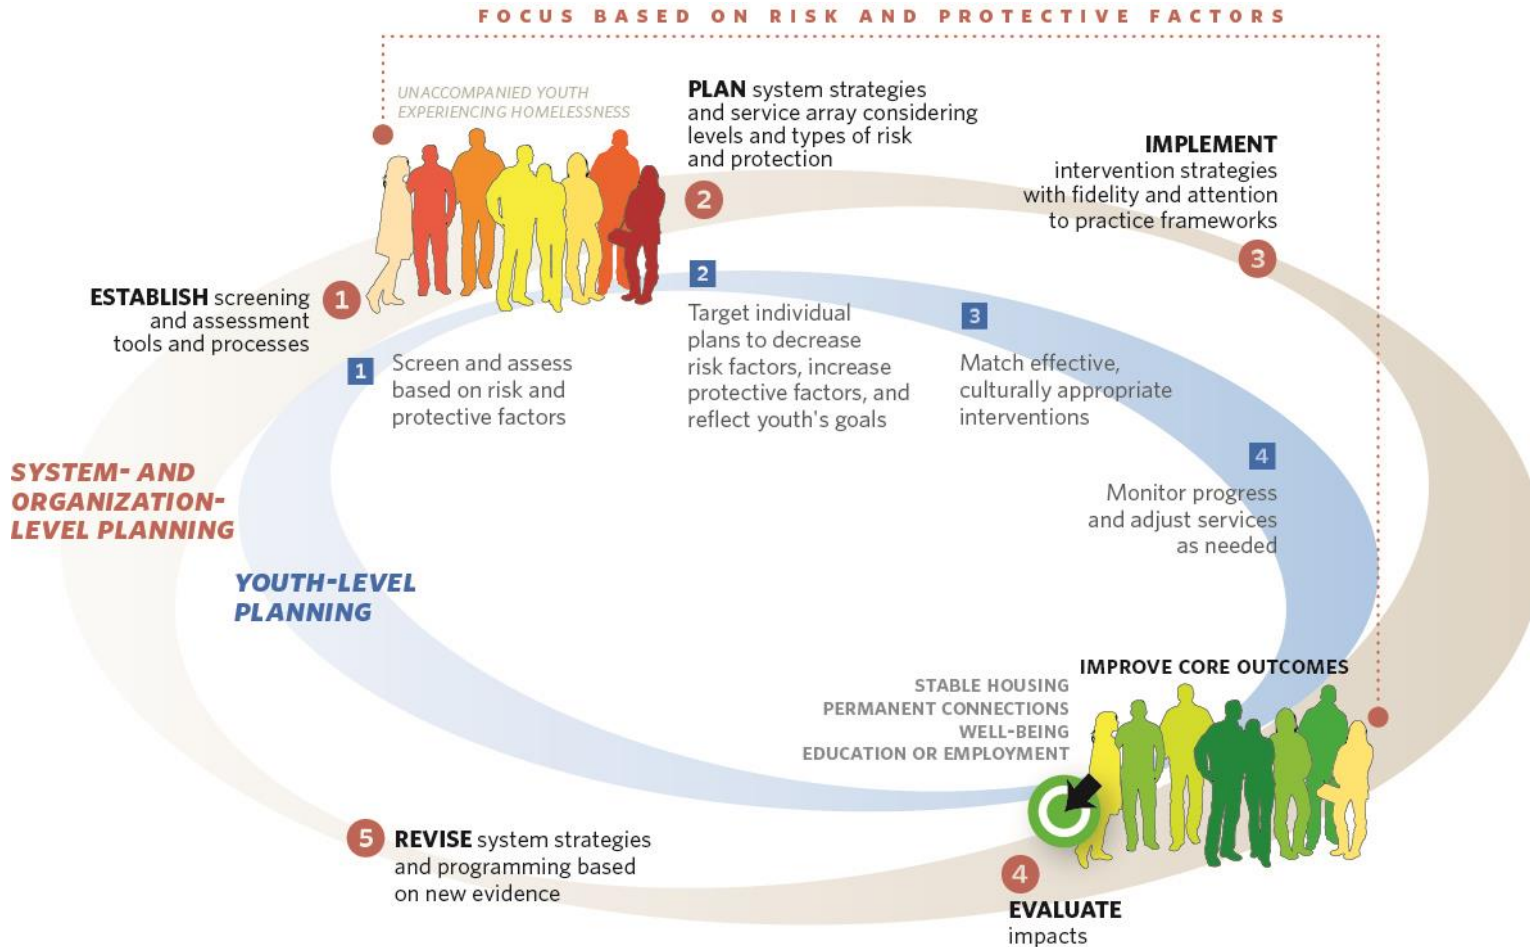 FOCUS BASED ON RISK AND PROTECTIVE FACTORS
UNACCOMPANIED YOUTH
EXPERIENCING HOMELESSNESS
1
ESTABLISH screening
and assessment
tools and processes
2
PLAN system strategies
and service array considering
levels and types of risk
and protection
3
IMPLEMENT
intervention strategies
with fidelity and attention
to practice frameworks
1
Screen and assess
based on risk and
protective factors
2
Target individual
plans to decrease
risk factors, increase
protective factors, and
reflect youth's goals
3
Match effective,
culturally appropriate
interventions
4
Monitor progress
and adjust services
as needed
SYSTEM- AND
ORGANIZATION-
LEVEL PLANNING
YOUTH-LEVEL
PLANNING
IMPROVE CORE OUTCOMES
STABLE HOUSING
PERMANENT CONNECTIONS
WELL-BEING
EDUCATION OR EMPLOYMENT
4
EVALUATE
impacts
5
REVISE system strategies
and programming based
on new evidence